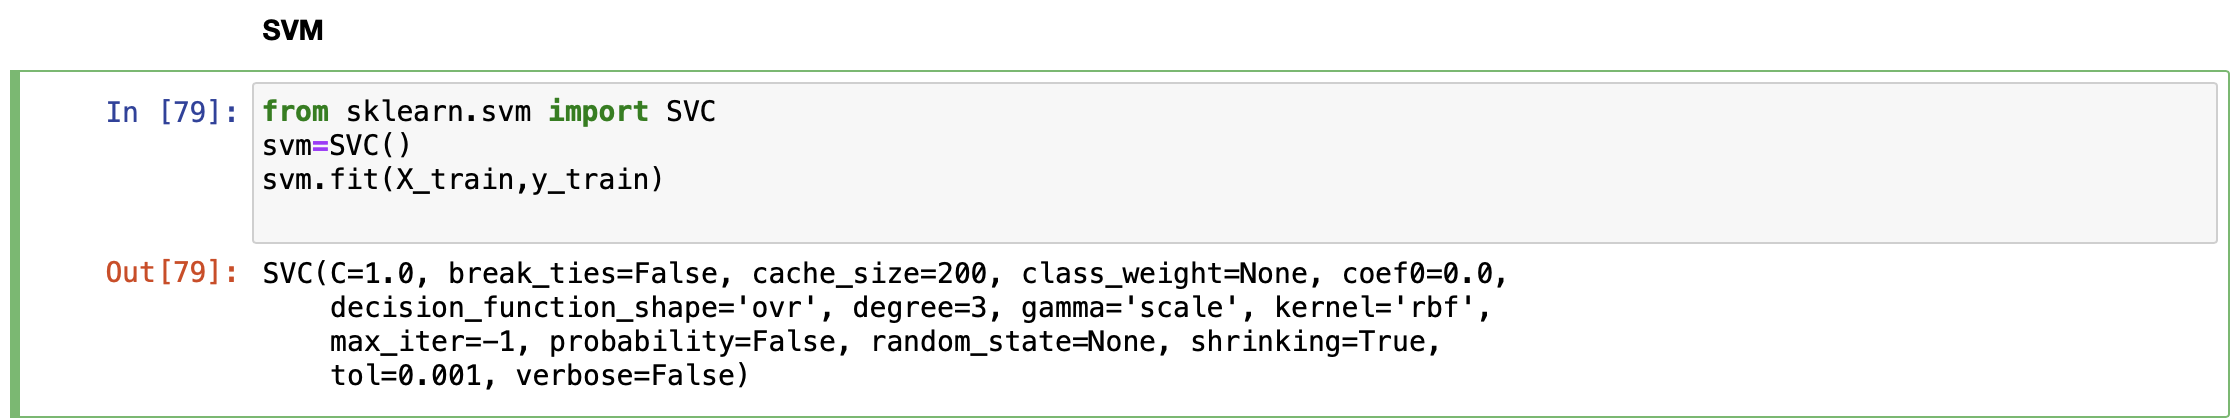 SVM
In [79]: from sklearn.svm import SVC
svm=SVC()
svm.fit(X_train,y_train)
Out[79]: SVC(C=1.0, break_ties=False, cache_size=200, class_weight=None, coef0=0.0,
decision_function_shape='ovr', degree=3, gamma='scale', kernel='rbf',
max_iter=-1, probability=False, random_state=None, shrinking=True,
tol=0.001, verbose=False)